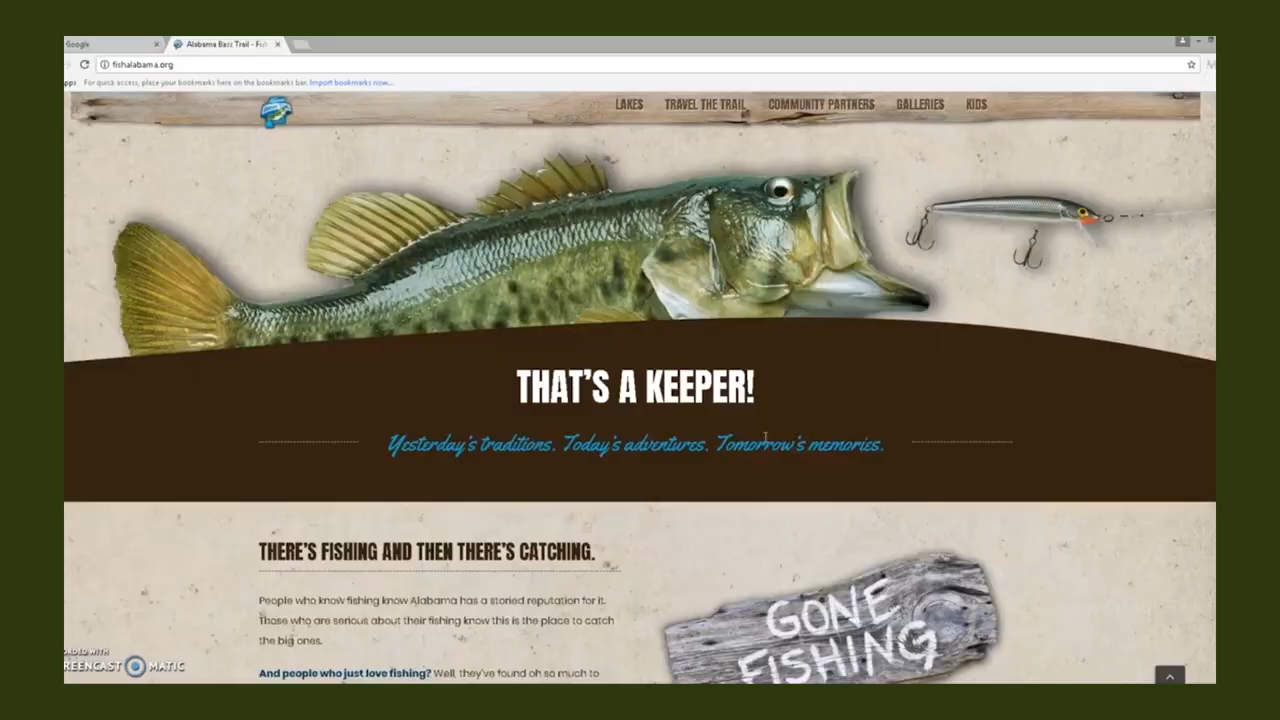 Google
Alabama Bass Trail - Fis
fishalabama.org
For quick access, place your bookmarks here on the bookmarks bar. Import bookmarks now...
LAKES TRAVEL THE TRAIL COMMUNITY PARTNERS GALLERIES KIDS
THAT'S A KEEPER!
Yesterday's traditions. Today's adventures. Tomorrow's memories.
THERE'S FISHING AND THEN THERE'S CATCHING.
People who know fishing know Alabama has a storied reputation for it.
Those who are serious about their fishing know this is the place to catch
the big ones.
And people who just love fishing? Well, they've found oh so much to
GONE
FISHING
WITH
MATIC